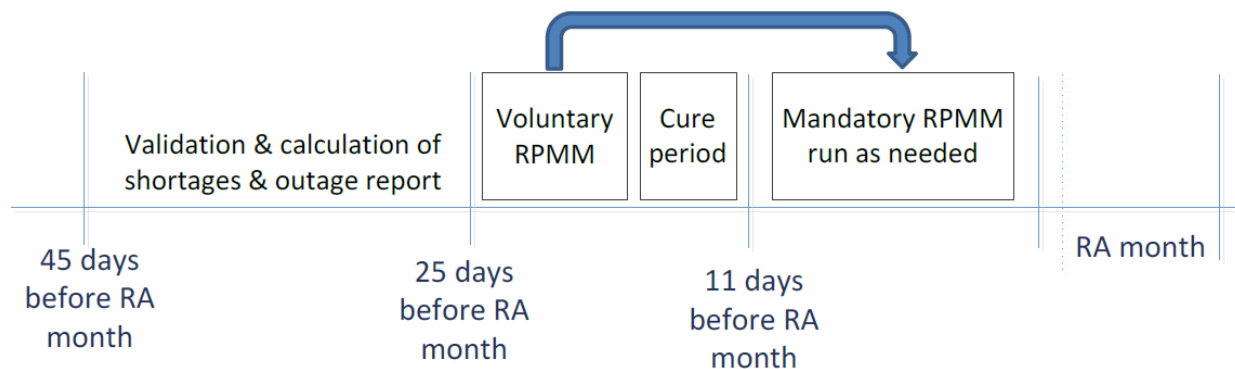 Validation & calculation of
shortages & outage report
Voluntary
RPMM
Cure
period
Mandatory RPMM
run as needed
45 days
before RA
month
25 days
before RA
month
11 days
before RA
month
RA month